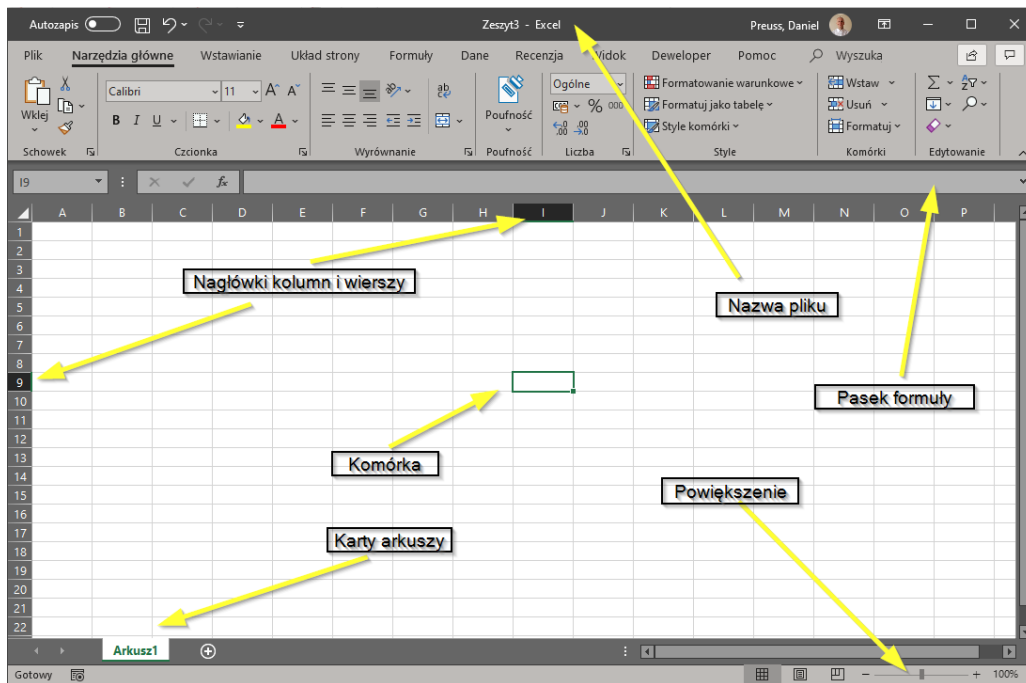 Autozapis Zeszyt3 - Excel Preuss, Daniel
Plik Narzędzia główne Wstawianie Układ strony Formuły Dane Recenzja Widok Deweloper Pomoc Wyszuka
Wklej
Calibri 11 A^ A˅
B I U A
ab
Poufność
Ogólne
% 000
Formatowanie warunkowe
Formatuj jako tabelę
Style komórki
Wstaw
Usuń
Formatuj
Schowek Czcionka Wyrównanie Poufność Liczba Style Komórki Edytowanie
I9 fx
A B C D E F G H I J K L M N O P
1
2
3
Nagłówki kolumn i wierszy
4
5
Nazwa pliku
6
7
8
9
10
Pasek formuły
11
12
13
Komórka
14
15
Powiększenie
16
17
Karty arkuszy
18
19
20
21
22
Arkusz1
Gotowy 100%